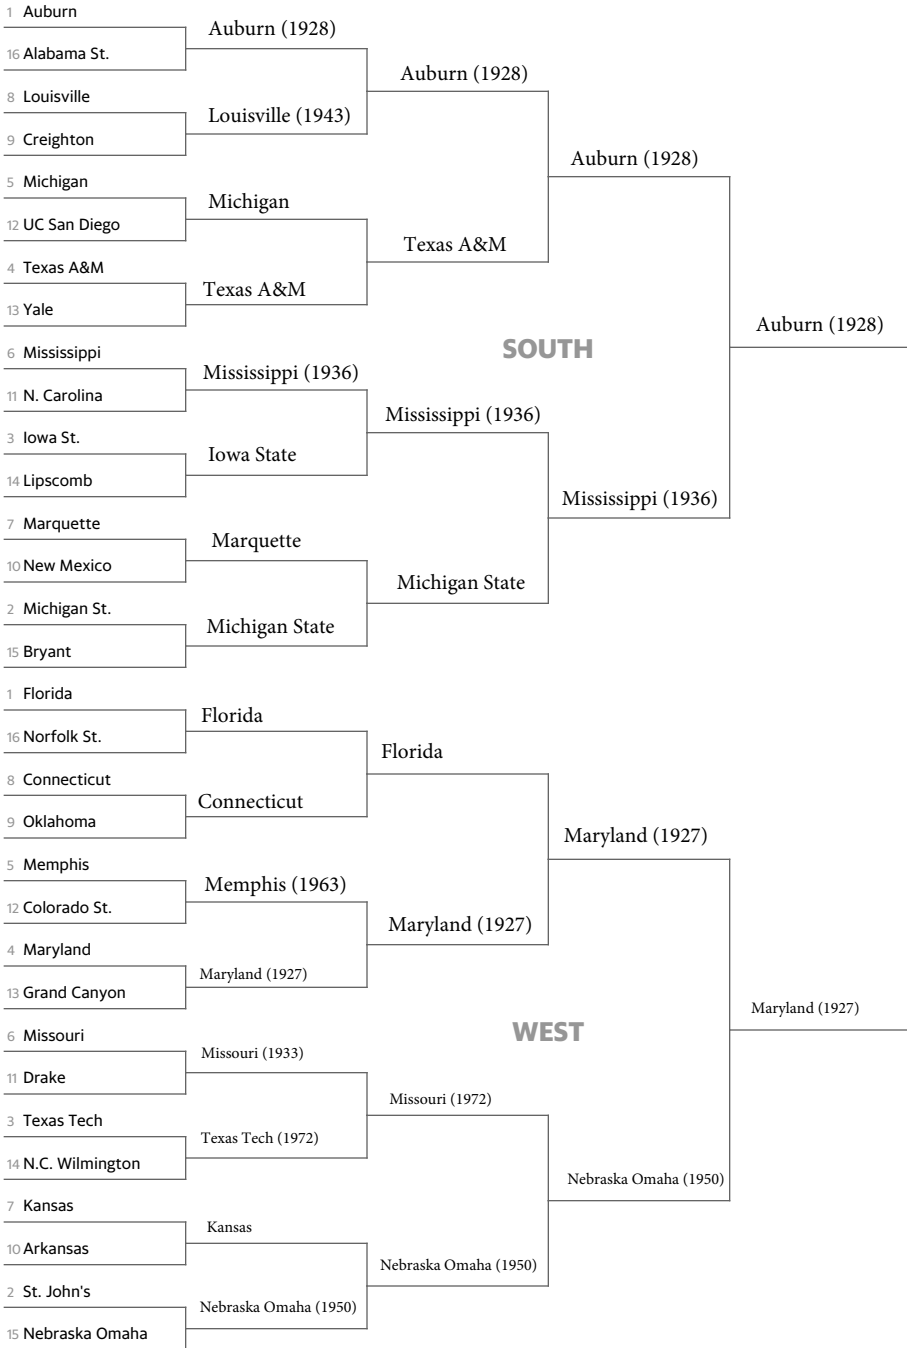 1 Auburn
Auburn (1928)
16 Alabama St.
Auburn (1928)
8 Louisville
Louisville (1943)
9 Creighton
Auburn (1928)
5 Michigan
Michigan
12 UC San Diego
Texas A&M
4 Texas A&M
Texas A&M
13 Yale
Auburn (1928)
SOUTH
6 Mississippi
Mississippi (1936)
11 N. Carolina
Mississippi (1936)
3 Iowa St.
Iowa State
14 Lipscomb
Mississippi (1936)
7 Marquette
Marquette
10 New Mexico
Michigan State
2 Michigan St.
Michigan State
15 Bryant
1 Florida
Florida
16 Norfolk St.
Florida
8 Connecticut
Connecticut
9 Oklahoma
Maryland (1927)
5 Memphis
Memphis (1963)
12 Colorado St.
Maryland (1927)
4 Maryland
Maryland (1927)
13 Grand Canyon
Maryland (1927)
WEST
6 Missouri
Missouri (1933)
11 Drake
Missouri (1972)
3 Texas Tech
Texas Tech (1972)
14 N.C. Wilmington
Nebraska Omaha (1950)
7 Kansas
Kansas
10 Arkansas
Nebraska Omaha (1950)
2 St. John's
Nebraska Omaha (1950)
15 Nebraska Omaha